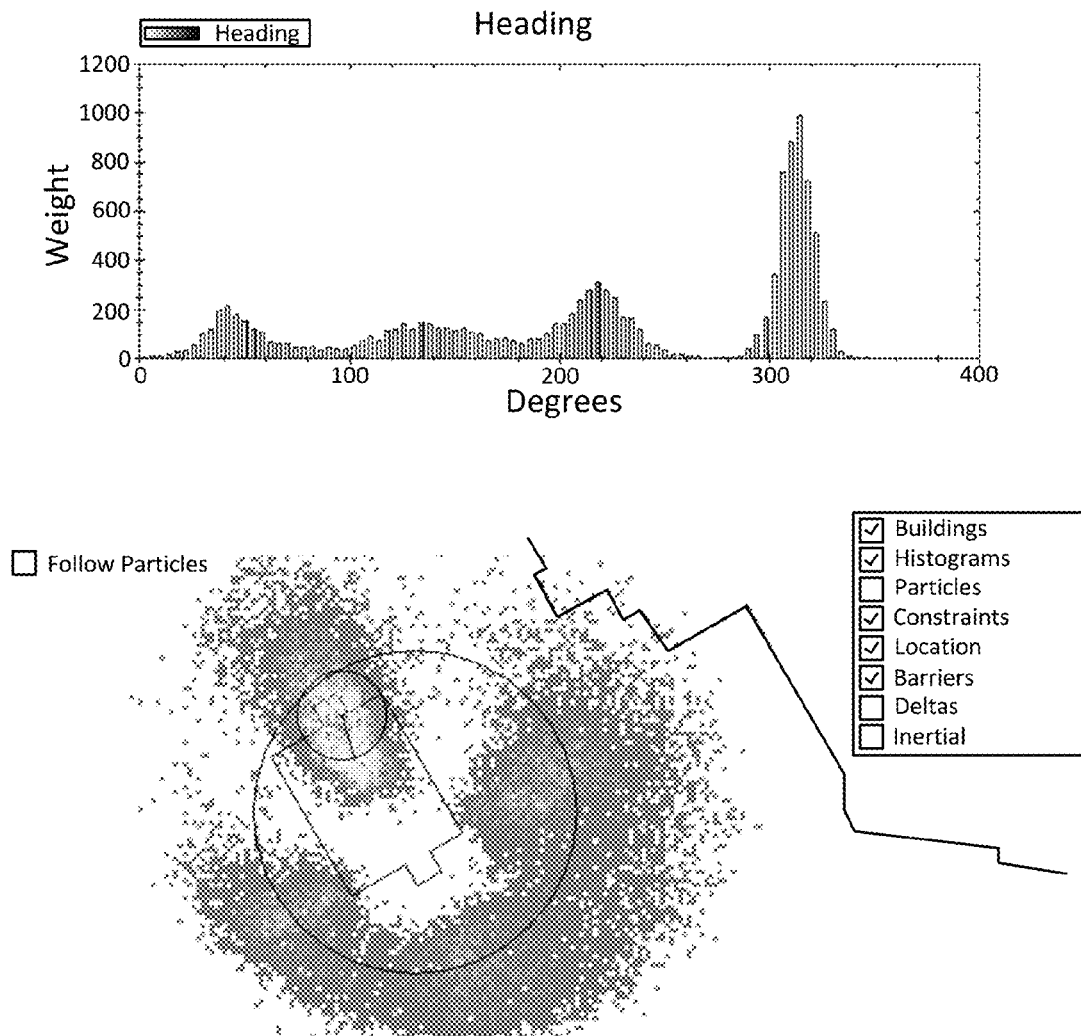 Heading
Heading
1200
1000
800
600
400
200
0
Weight
0 100 200 300 400
Degrees
Follow Particles
Buildings
Histograms
Particles
Constraints
Location
Barriers
Deltas
Inertial